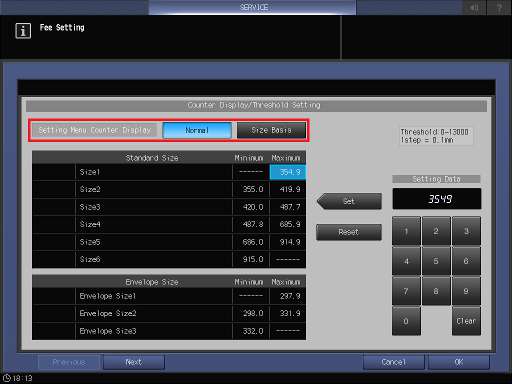 SERVICE
?
Fee Setting
Counter Display/Threshold Setting
Setting Menu Counter Display Normal Size Basis
Threshold:0-13000
1step = 0.1mm
Standard Size Minimum Maximum
Size1 ------ 354.9
Size2 355.0 419.9
Size3 420.0 487.7
Size4 487.8 685.9
Size5 686.0 914.9
Size6 915.0 ------
Envelope Size Minimum Maximum
Envelope Size1 ------ 297.9
Envelope Size2 298.0 331.9
Envelope Size3 332.0 ------
Set
Reset
Setting Data
3549
1 2 3
4 5 6
7 8 9
0 Clear
Previous Next Cancel OK
18:13